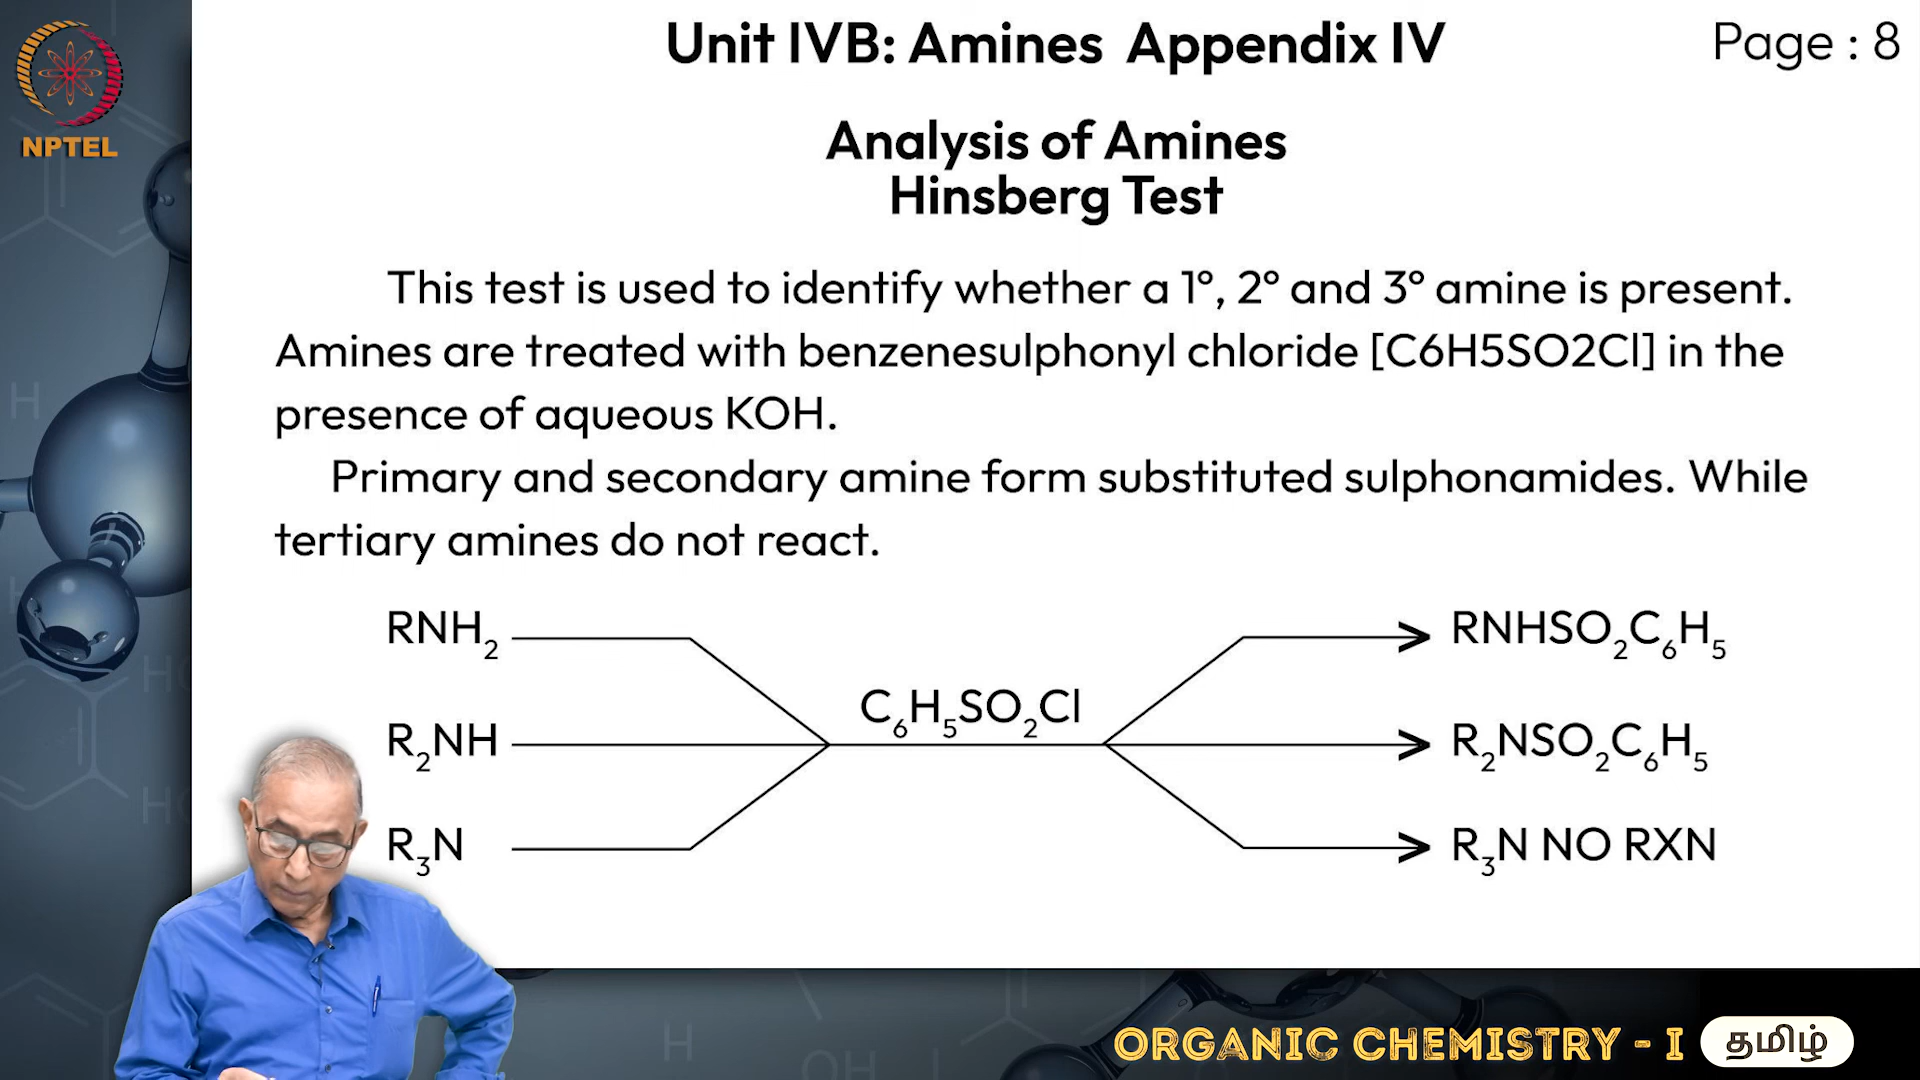 NPTEL
Unit IVB: Amines Appendix IV
Page : 8
Analysis of Amines
Hinsberg Test
This test is used to identify whether a 1°, 2° and 3° amine is present.
Amines are treated with benzenesulphonyl chloride [C6H5SO2Cl] in the
presence of aqueous KOH.
Primary and secondary amine form substituted sulphonamides. While
tertiary amines do not react.
RNH₂
C₆H₅SO₂Cl
RNHSO₂C₆H₅
R₂NH
R₂NSO₂C₆H₅
R₃N
R₃N NO RXN
ORGANIC CHEMISTRY - I தமிழ்